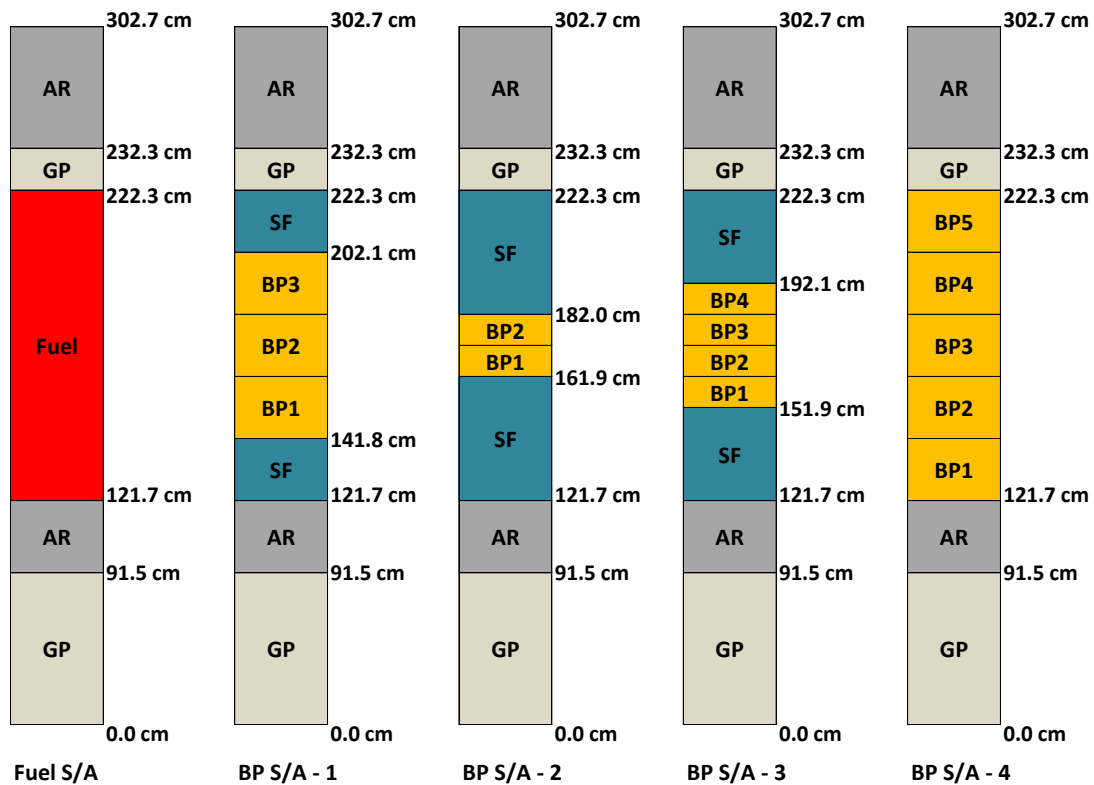 302.7 cm
AR
232.3 cm
GP
222.3 cm
Fuel
121.7 cm
AR
91.5 cm
GP
0.0 cm
Fuel S/A
302.7 cm
AR
232.3 cm
GP
222.3 cm
SF
202.1 cm
BP3
BP2
BP1
141.8 cm
SF
121.7 cm
AR
91.5 cm
GP
0.0 cm
BP S/A - 1
302.7 cm
AR
232.3 cm
GP
222.3 cm
SF
182.0 cm
BP2
BP1
161.9 cm
SF
121.7 cm
AR
91.5 cm
GP
0.0 cm
BP S/A - 2
302.7 cm
AR
232.3 cm
GP
222.3 cm
SF
192.1 cm
BP4
BP3
BP2
BP1
151.9 cm
SF
121.7 cm
AR
91.5 cm
GP
0.0 cm
BP S/A - 3
302.7 cm
AR
232.3 cm
GP
222.3 cm
BP5
BP4
BP3
BP2
BP1
121.7 cm
AR
91.5 cm
GP
0.0 cm
BP S/A - 4